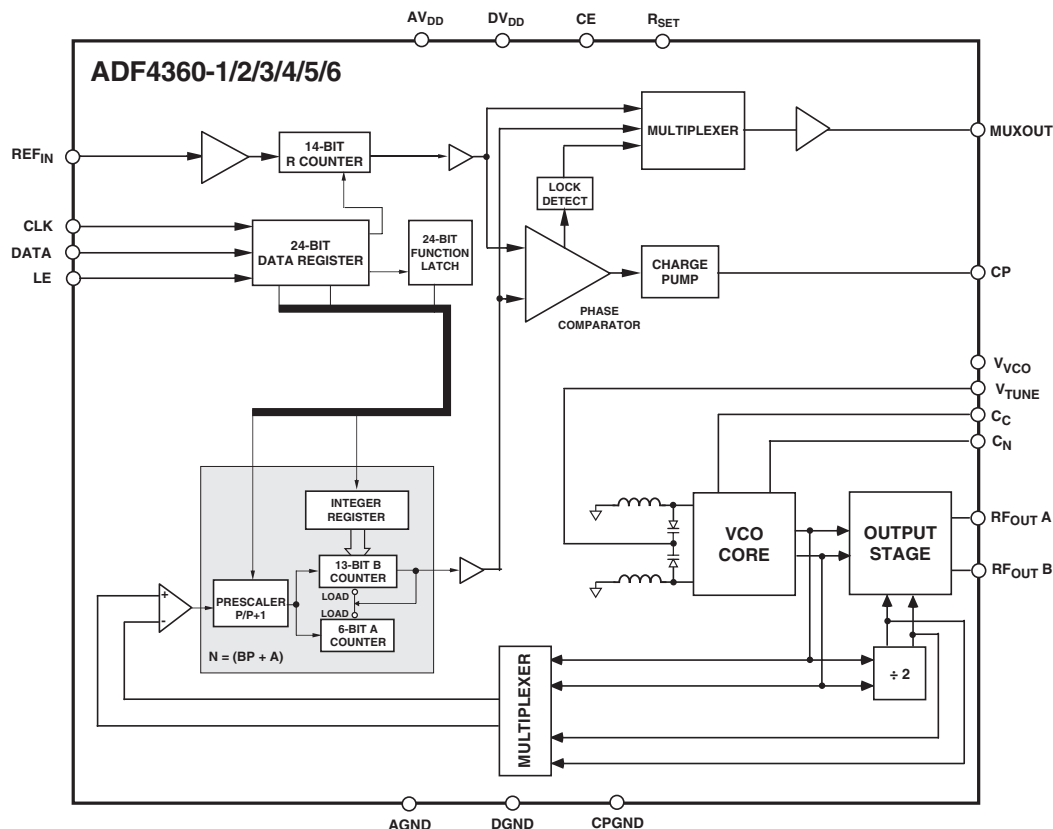 AVDD
DVDD
CE
RSET
ADF4360-1/2/3/4/5/6
REFIN
14-BIT
R COUNTER
MULTIPLEXER
MUXOUT
LOCK
DETECT
CLK
DATA
LE
24-BIT
DATA REGISTER
24-BIT
FUNCTION
LATCH
CHARGE
PUMP
CP
PHASE
COMPARATOR
VVCO
VTUNE
CC
CN
INTEGER
REGISTER
13-BIT B
COUNTER
LOAD
LOAD
PRESCALER
P/P+1
6-BIT A
COUNTER
+
-
N = (BP + A)
VCO
CORE
OUTPUT
STAGE
RFOUT A
RFOUT B
MULTIPLEXER
÷ 2
AGND
DGND
CPGND